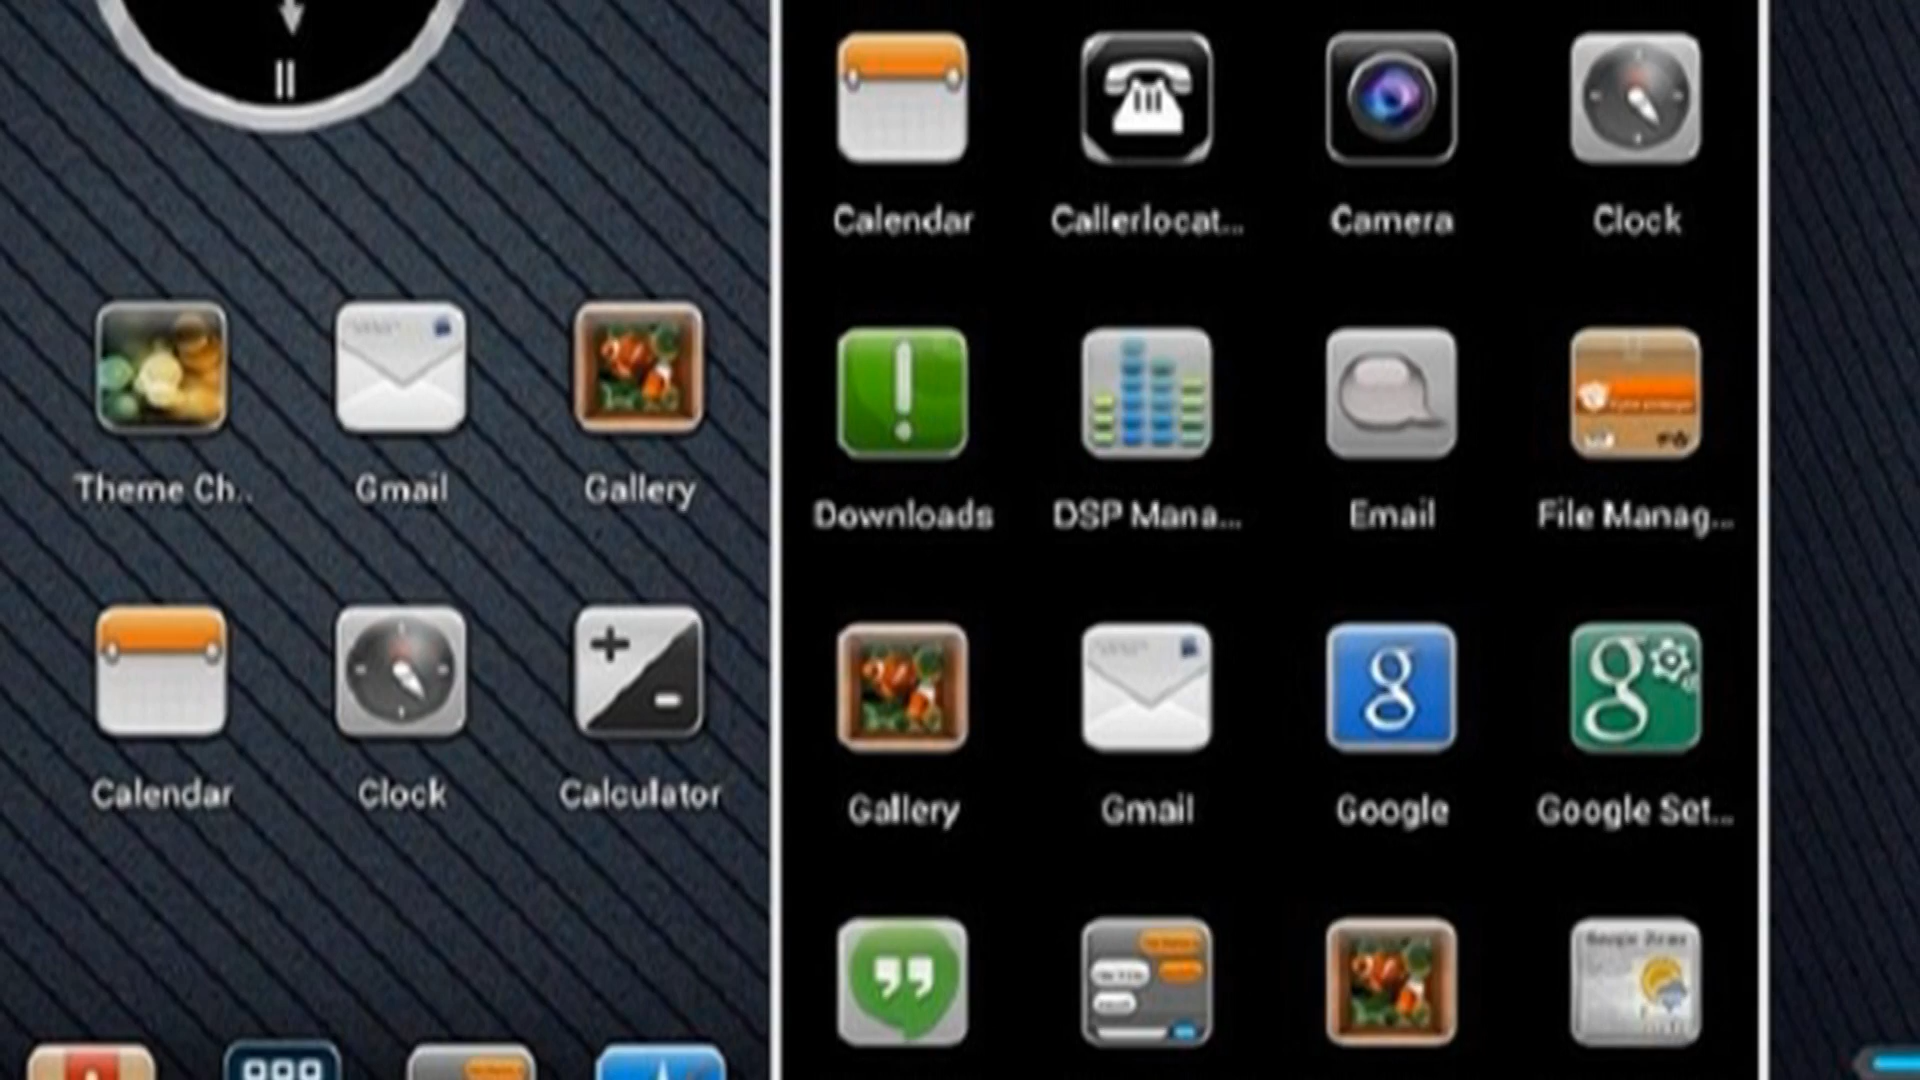 Theme Ch..
Gmail
Gallery
Calendar
Clock
Calculator
Calendar
Callerlocat...
Camera
Clock
Downloads
DSP Mana...
Email
File Manag...
Gallery
Gmail
Google
Google Set...